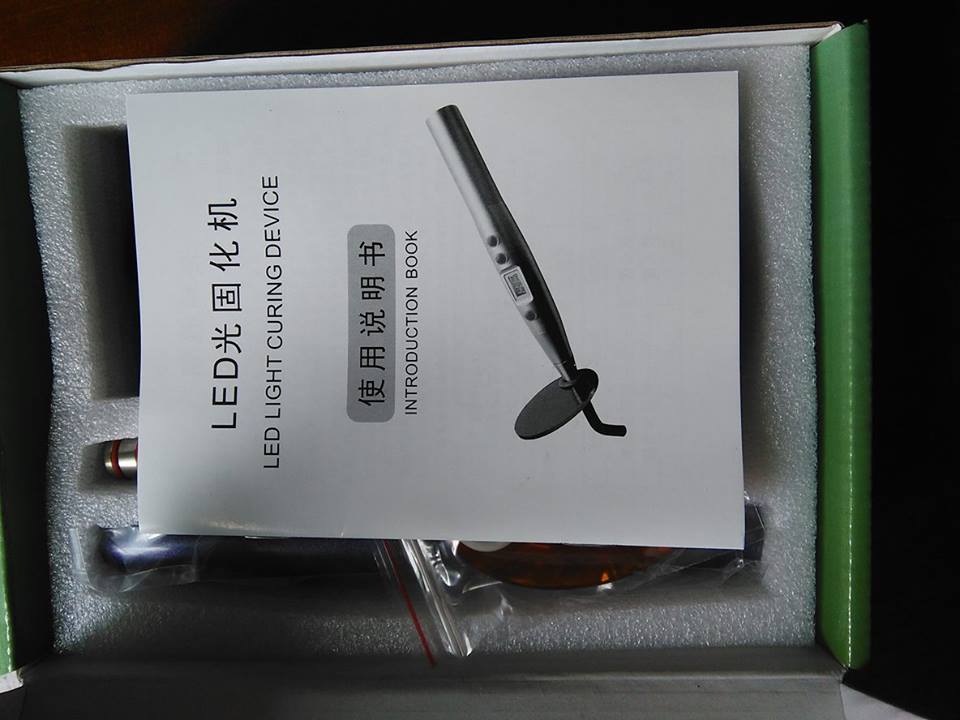 LED光固化机
LED LIGHT CURING DEVICE
使用说明书
INTRODUCTION BOOK